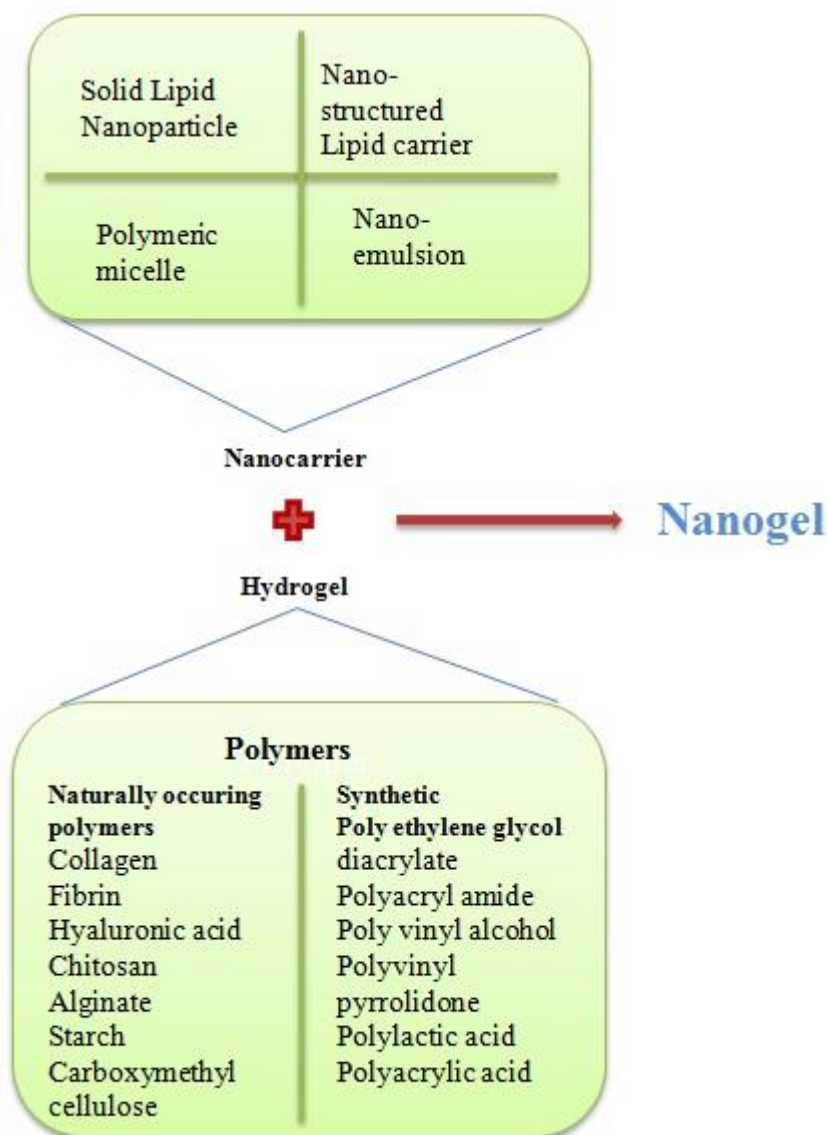 Solid Lipid
Nanoparticle
Nano-
structured
Lipid carrier
Polymeric
micelle
Nano-
emulsion
Nanocarrier
Nanogel
Hydrogel
Polymers
Naturally occuring
polymers
Collagen
Fibrin
Hyaluronic acid
Chitosan
Alginate
Starch
Carboxymethyl
cellulose
Synthetic
Poly ethylene glycol
diacrylate
Polyacryl amide
Poly vinyl alcohol
Polyvinyl
pyrrolidone
Polylactic acid
Polyacrylic acid